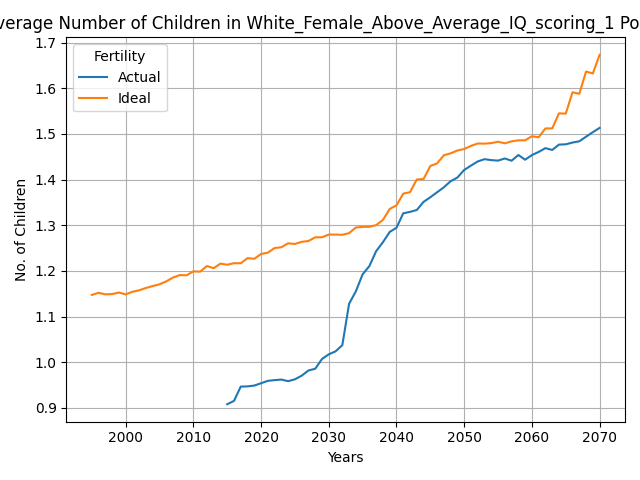 verage Number of Children in White_Female_Above_Average_IQ_scoring_1 Po
Fertility
Actual
Ideal
1.7
1.6
1.5
1.4
1.3
1.2
1.1
1.0
0.9
No. of Children
2000 2010 2020 2030 2040 2050 2060 2070
Years